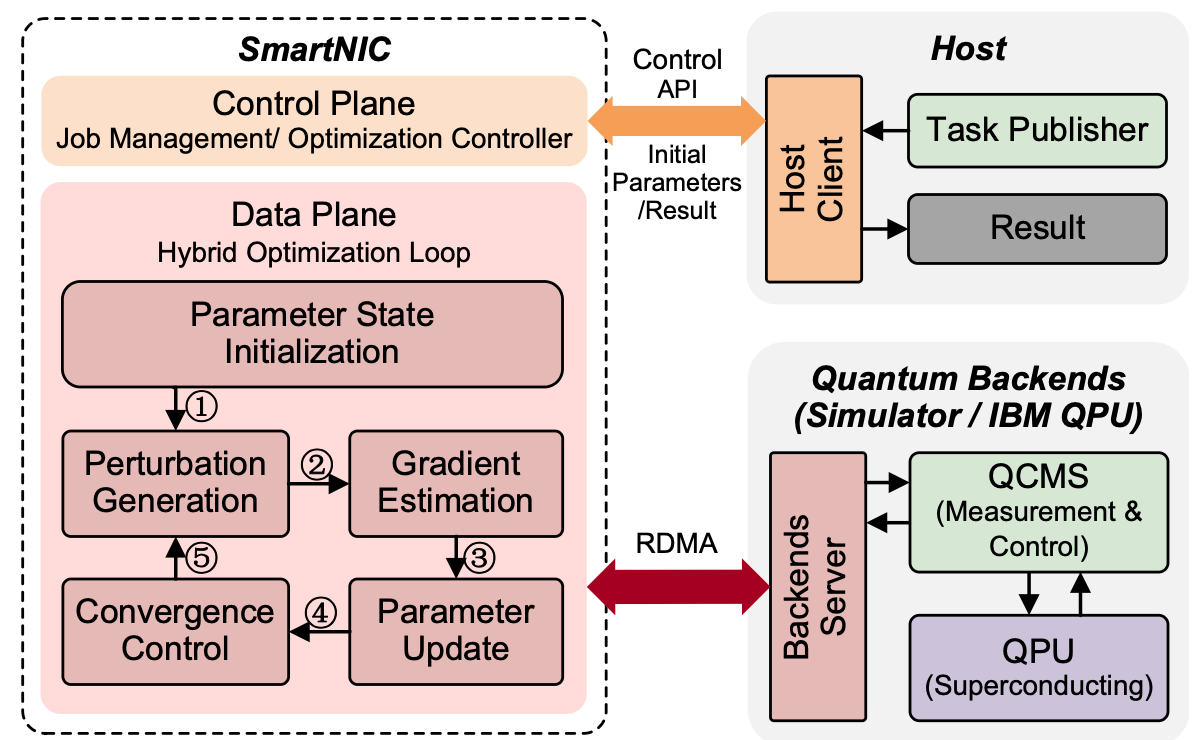 SmartNIC
Control Plane
Job Management/ Optimization Controller
Data Plane
Hybrid Optimization Loop
Parameter State
Initialization
①
Perturbation
Generation
②
Gradient
Estimation
③
⑤
Convergence
Control
④
Parameter
Update
Control
API
Initial
Parameters
/Result
RDMA
Host
Host
Client
Task Publisher
Result
Quantum Backends
(Simulator / IBM QPU)
Backends
Server
QCMS
(Measurement &
Control)
QPU
(Superconducting)